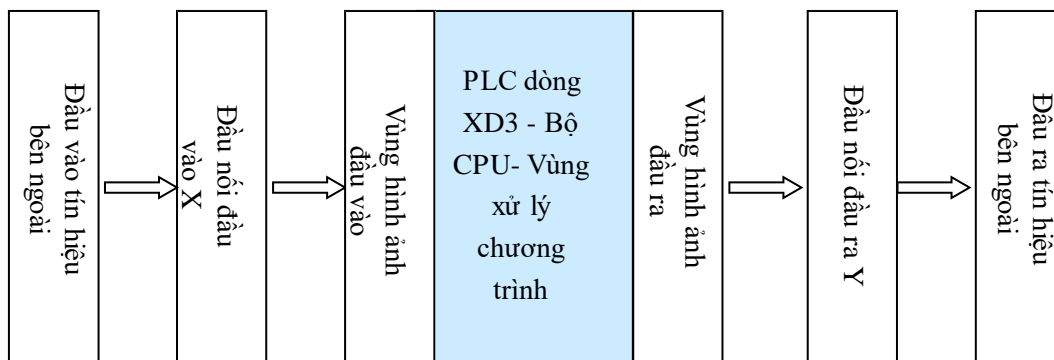 Đầu vào tín hiệu
bên ngoài
Đầu nối đầu
vào X
Vùng hình ảnh
đầu vào
PLC dòng
XD3 - Bộ
CPU- Vùng
xử lý
chương
trình
Vùng hình ảnh
đầu ra
Đầu nối đầu ra Y
Đầu ra tín hiệu
bên ngoài